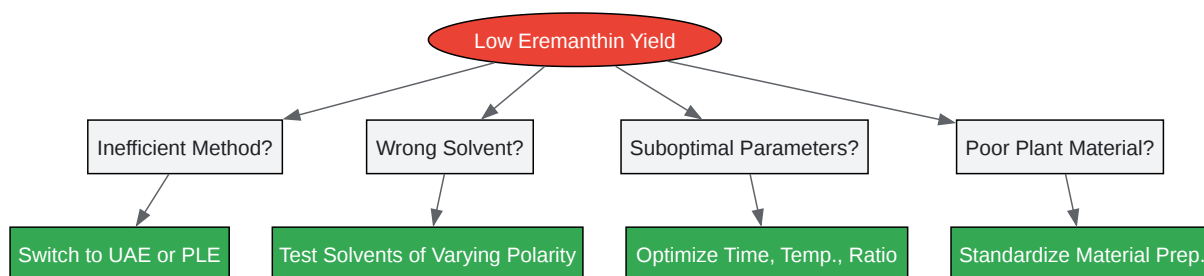 Low Eremanthin Yield
Inefficient Method?
Wrong Solvent?
Suboptimal Parameters?
Poor Plant Material?
Switch to UAE or PLE
Test Solvents of Varying Polarity
Optimize Time, Temp., Ratio
Standardize Material Prep.